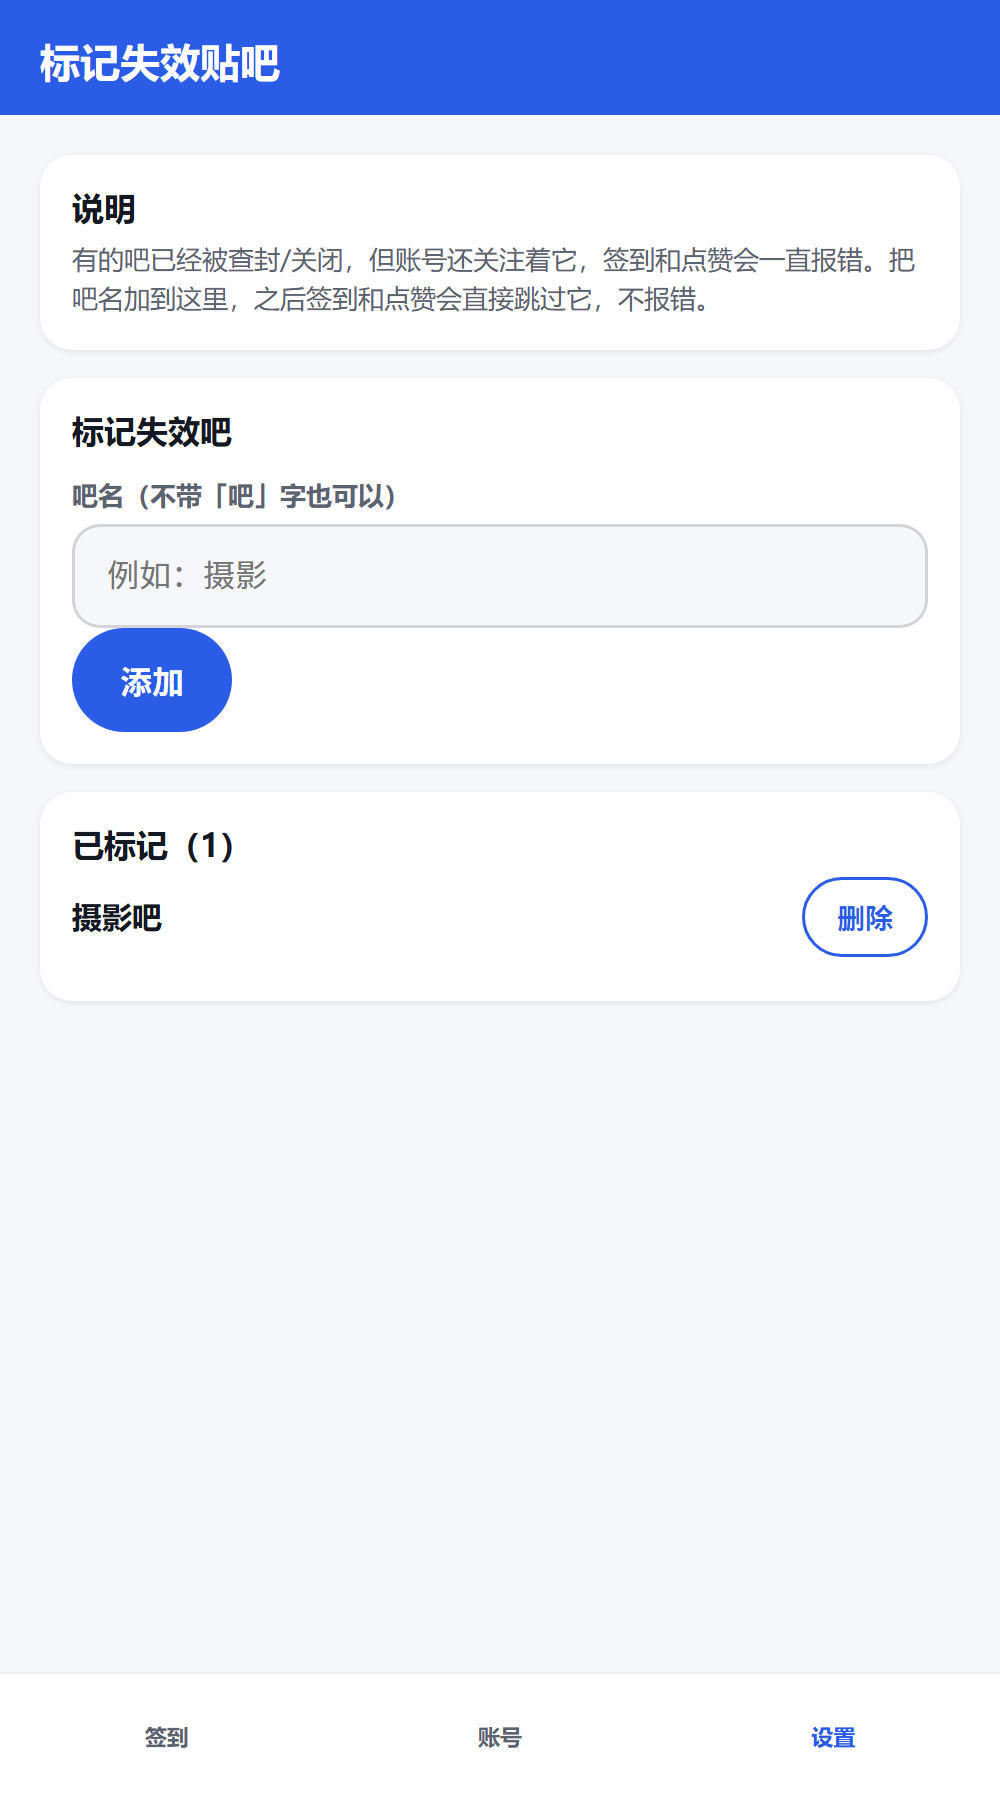 标记失效贴吧
说明
有的吧已经被查封/关闭，但账号还关注着它，签到和点赞会一直报错。把
吧名加到这里，之后签到和点赞会直接跳过它，不报错。
标记失效吧
吧名（不带「吧」字也可以）
例如：摄影
添加
已标记（1）
摄影吧
删除
签到
账号
设置